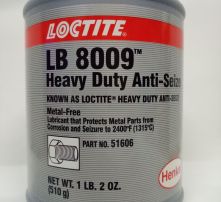 LOCTITE
LB 8009™
Heavy Duty Anti-Seize
KNOWN AS LOCTITE® HEAVY DUTY ANTI-SEIZE
Metal-Free
Lubricant that Protects Metal Parts from
Corrosion and Seizure to 2400°F (1315°C)
PART NO. 51606
Henkel
NET WT. 1 LB. 2 OZ.
(510 g)